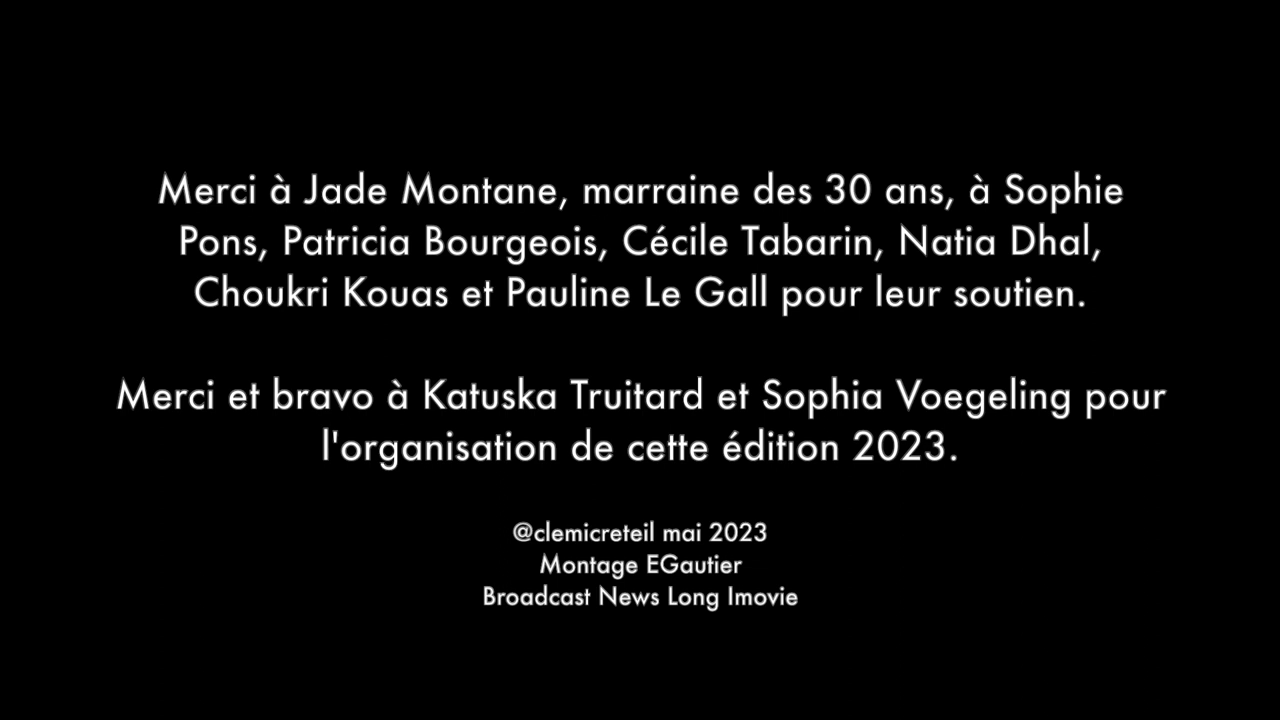 Merci à Jade Montane, marraine des 30 ans, à Sophie
Pons, Patricia Bourgeois, Cécile Tabarin, Natia Dhal,
Choukri Kouas et Pauline Le Gall pour leur soutien.
Merci et bravo à Katuska Truitard et Sophia Voegeling pour
l'organisation de cette édition 2023.
@clemicreteil mai 2023
Montage EGautier
Broadcast News Long Imovie